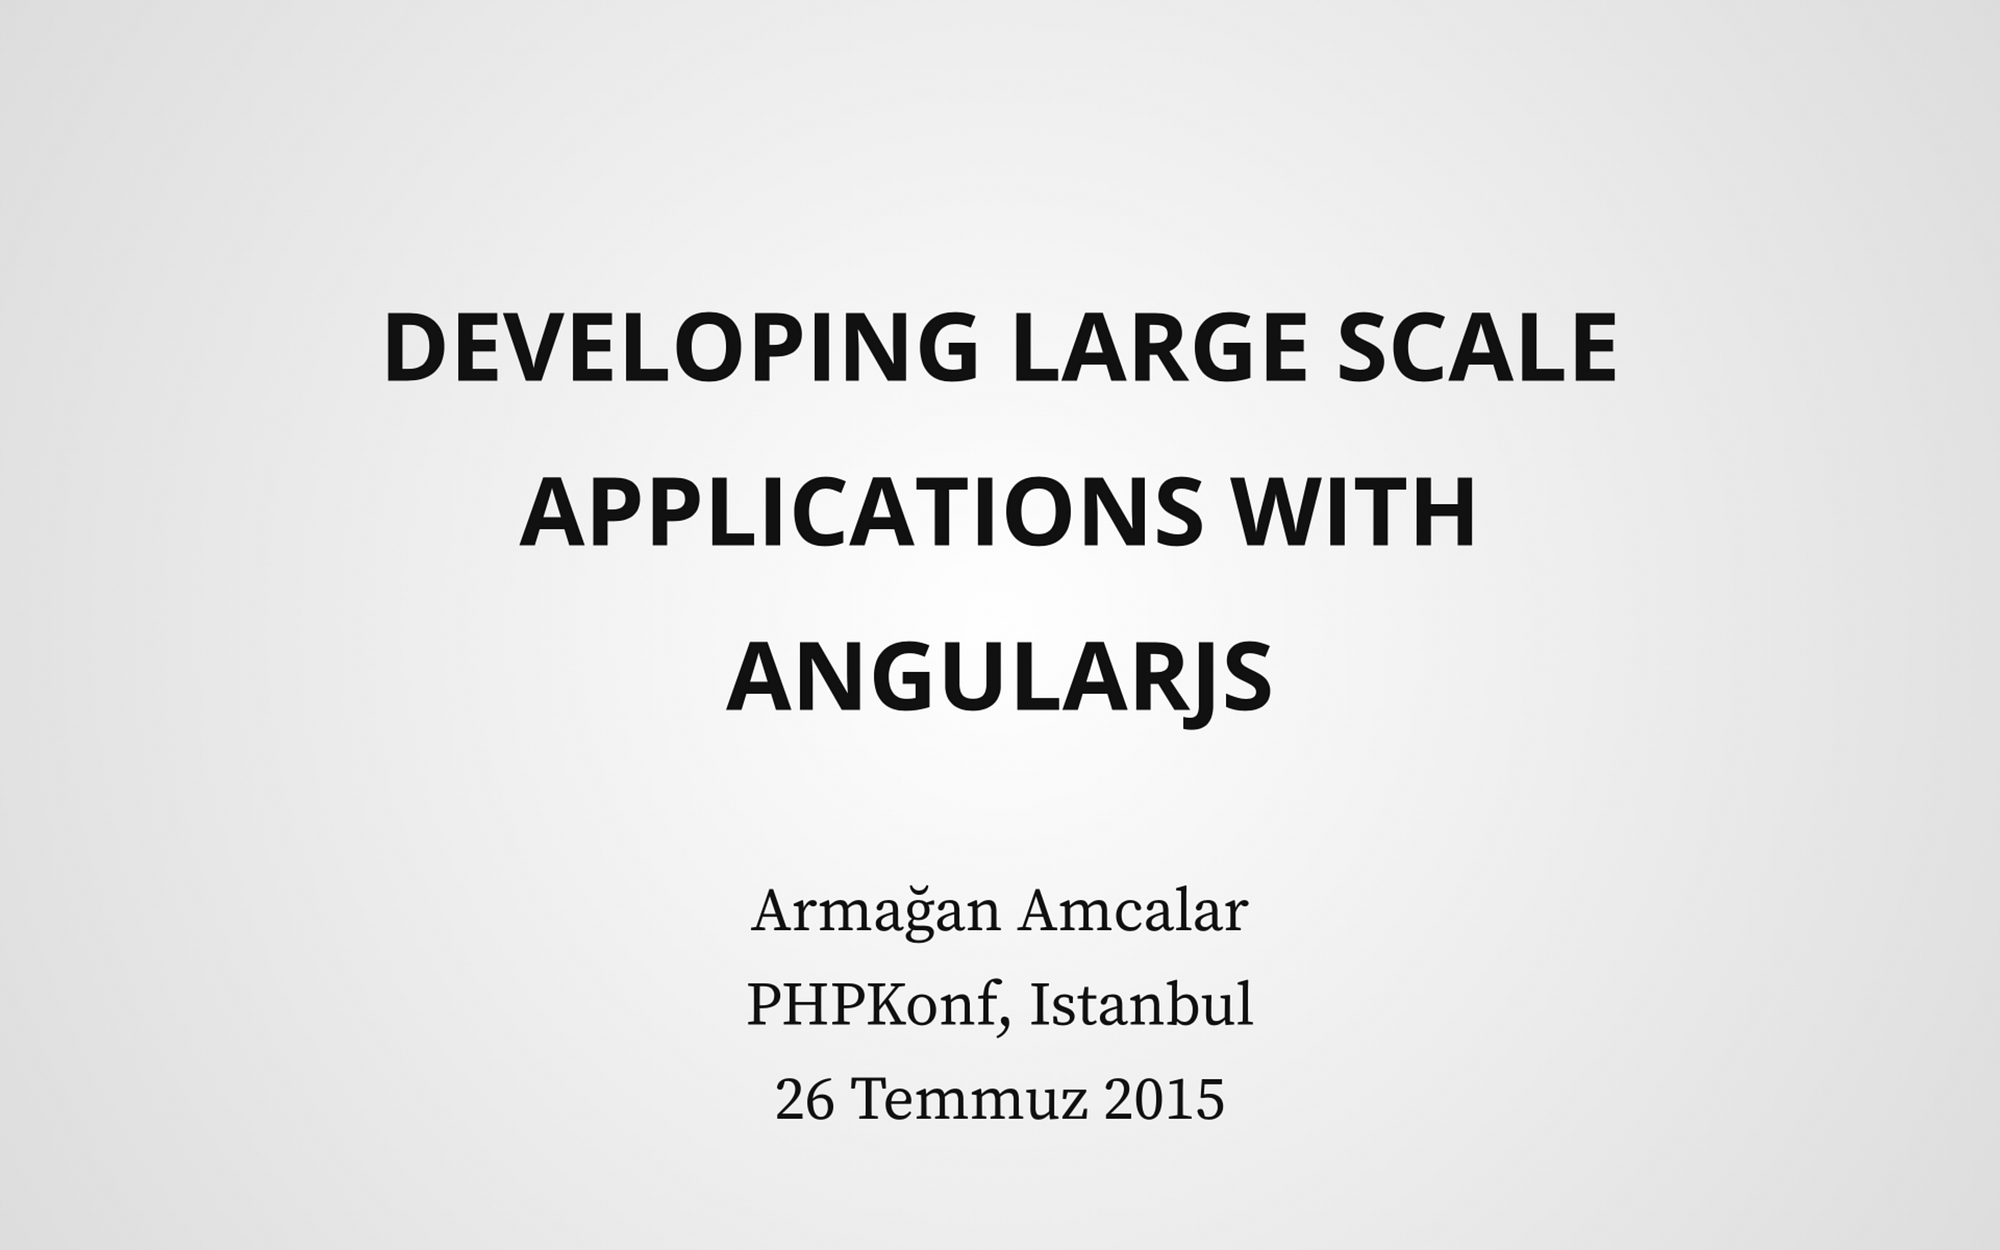 DEVELOPING LARGE SCALE
APPLICATIONS WITH
ANGULARJS
Armağan Amcalar
PHPKonf, Istanbul
26 Temmuz 2015